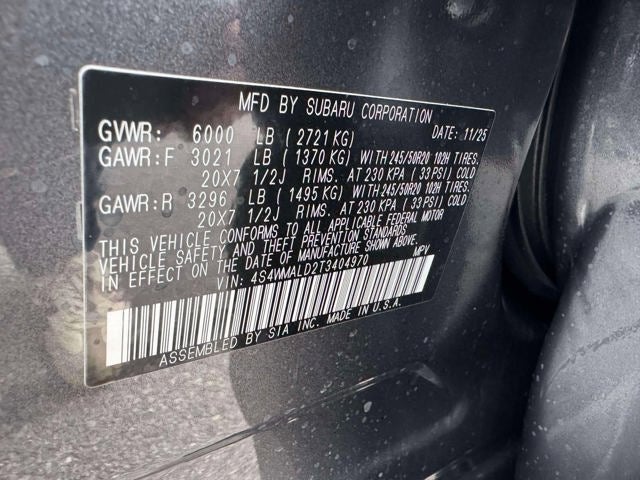 MFD BY SUBARU CORPORATION
GVWR: 6000 LB (2721 KG) DATE: 11/25
GAWR:F 3021 LB (1370 KG) WITH 245/50R20 102H TIRES,
20X7 1/2J RIMS, AT 230 KPA (33 PSI) COLD
GAWR:R 3296 LB (1495 KG) WITH 245/50R20 102H TIRES,
20X7 1/2J RIMS, AT 230 KPA (33 PSI) COLD
THIS VEHICLE CONFORMS TO ALL APPLICABLE FEDERAL MOTOR
VEHICLE SAFETY AND THEFT PREVENTION STANDARDS
IN EFFECT ON THE DATE OF MANUFACTURE SHOWN ABOVE.
VIN: 4S4WMALD2T3404970 MPV
ASSEMBLED BY SIA INC. MADE IN U.S.A.